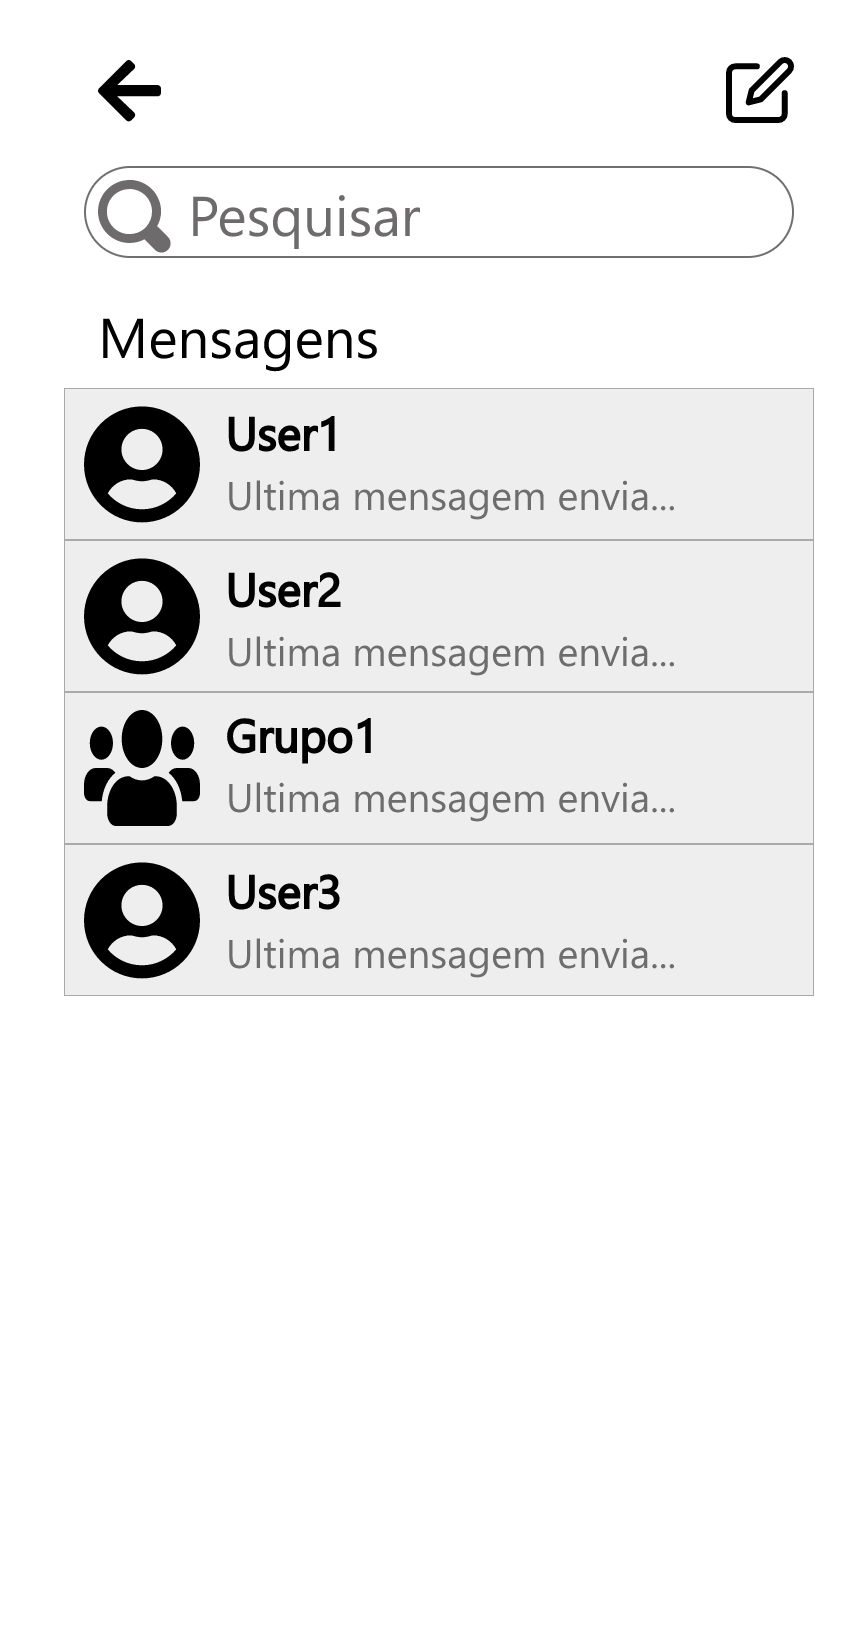 Pesquisar
Mensagens
User1
Ultima mensagem envia...
User2
Ultima mensagem envia...
Grupo1
Ultima mensagem envia...
User3
Ultima mensagem envia...